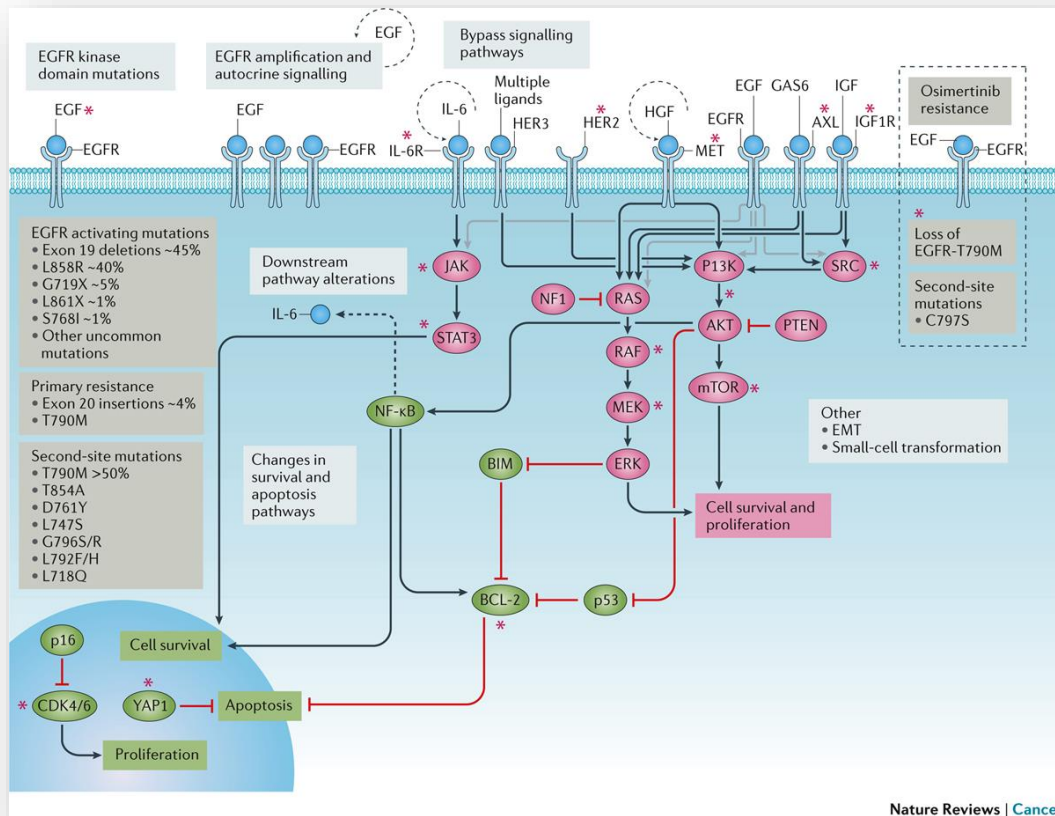 EGFR kinase
domain mutations
EGF *
EGFR
EGFR amplification and
autocrine signalling
EGF
EGF
EGFR
Bypass signalling
pathways
IL-6
* IL-6R
Multiple
ligands
HER3
* HER2
HGF
* MET
EGF
EGFR
GAS6
* AXL
IGF
* IGF1R
Osimertinib
resistance
EGF
EGFR
*
Loss of
EGFR-T790M
Second-site
mutations
• C797S
EGFR activating mutations
• Exon 19 deletions ~45%
• L858R ~40%
• G719X ~5%
• L861X ~1%
• S768I ~1%
• Other uncommon
mutations
Primary resistance
• Exon 20 insertions ~4%
• T790M
Second-site mutations
• T790M >50%
• T854A
• D761Y
• L747S
• G796S/R
• L792F/H
• L718Q
Downstream
pathway alterations
IL-6
* JAK
* STAT3
NF-κB
NF1
RAS
RAF *
MEK *
ERK
P13K
*
SRC *
AKT
PTEN
mTOR *
Other
• EMT
• Small-cell transformation
Changes in
survival and
apoptosis
pathways
BIM
Cell survival and
proliferation
BCL-2
*
p53
p16
Cell survival
* CDK4/6
*
YAP1
Apoptosis
Proliferation
Nature Reviews | Cance